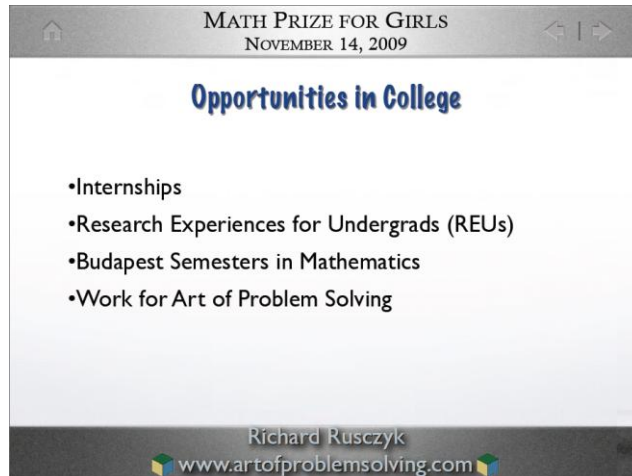 MATH PRIZE FOR GIRLS
NOVEMBER 14, 2009
Opportunities in College
•Internships
•Research Experiences for Undergrads (REUs)
•Budapest Semesters in Mathematics
•Work for Art of Problem Solving
Richard Rusczyk
www.artofproblemsolving.com